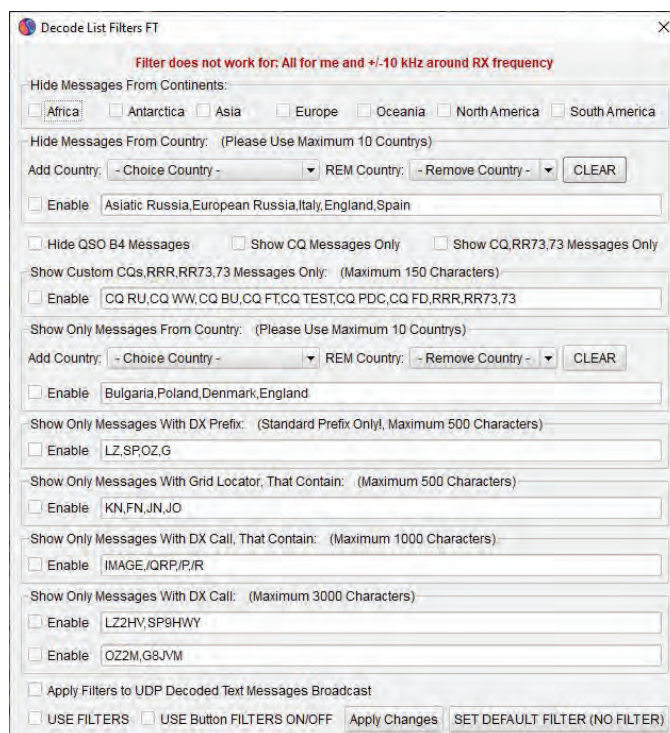 Decode List Filters FT
Filter does not work for: All for me and +/-10 kHz around RX frequency
Hide Messages From Continents:
Africa Antarctica Asia Europe Oceania North America South America
Hide Messages From Country: (Please Use Maximum 10 Countrys)
Add Country: - Choice Country - REM Country: - Remove Country - CLEAR
Enable Asiatic Russia,European Russia,Italy,England,Spain
Hide QSO B4 Messages Show CQ Messages Only Show CQ,RR73,73 Messages Only
Show Custom CQs,RRR,RR73,73 Messages Only: (Maximum 150 Characters)
Enable CQ RU,CQ WW,CQ BU,CQ FT,CQ TEST,CQ PDC,CQ FD,RRR,RR73,73
Show Only Messages From Country: (Please Use Maximum 10 Countrys)
Add Country: - Choice Country - REM Country: - Remove Country - CLEAR
Enable Bulgaria,Poland,Denmark,England
Show Only Messages With DX Prefix: (Standard Prefix Only!, Maximum 500 Characters)
Enable LZ,SP,OZ,G
Show Only Messages With Grid Locator, That Contain: (Maximum 500 Characters)
Enable KN,FN,JN,JO
Show Only Messages With DX Call, That Contain: (Maximum 1000 Characters)
Enable IMAGE,/QRP,/P,/R
Show Only Messages With DX Call: (Maximum 3000 Characters)
Enable LZ2HV,SP9HWY
Enable OZ2M,G8JVM
Apply Filters to UDP Decoded Text Messages Broadcast
USE FILTERS USE Button FILTERS ON/OFF Apply Changes SET DEFAULT FILTER (NO FILTER)